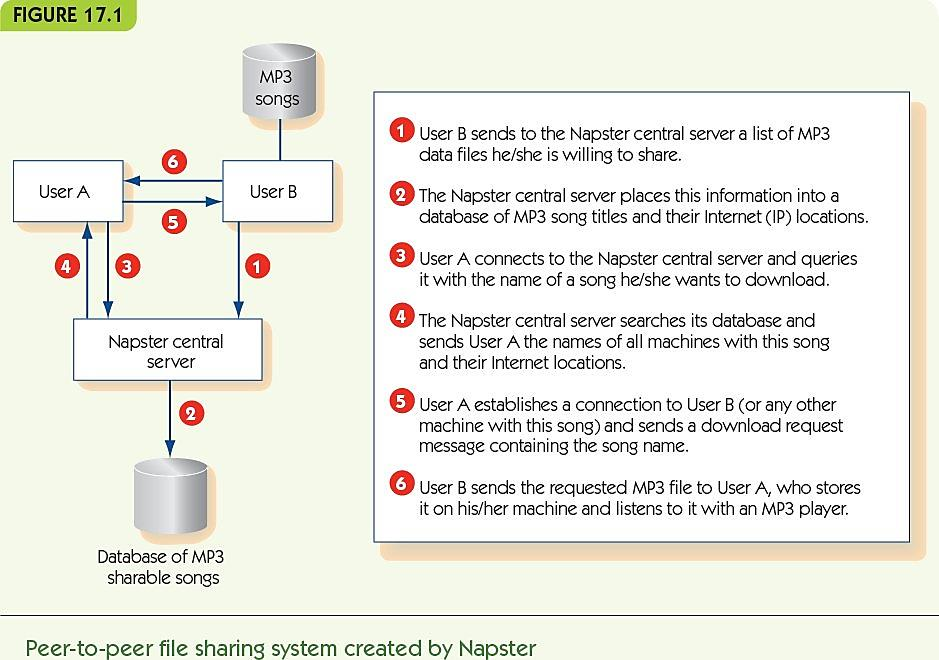 FIGURE 17.1
MP3
songs
6
User A
User B
5
4
3
1
Napster central
server
2
Database of MP3
sharable songs
1 User B sends to the Napster central server a list of MP3
data files he/she is willing to share.
2 The Napster central server places this information into a
database of MP3 song titles and their Internet (IP) locations.
3 User A connects to the Napster central server and queries
it with the name of a song he/she wants to download.
4 The Napster central server searches its database and
sends User A the names of all machines with this song
and their Internet locations.
5 User A establishes a connection to User B (or any other
machine with this song) and sends a download request
message containing the song name.
6 User B sends the requested MP3 file to User A, who stores
it on his/her machine and listens to it with an MP3 player.
Peer-to-peer file sharing system created by Napster